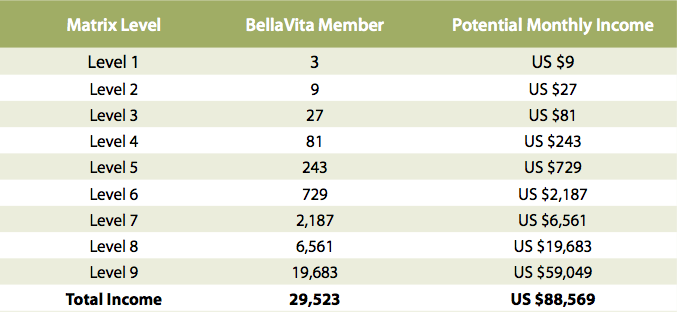 Matrix Level BellaVita Member Potential Monthly Income
Level 1 3 US $9
Level 2 9 US $27
Level 3 27 US $81
Level 4 81 US $243
Level 5 243 US $729
Level 6 729 US $2,187
Level 7 2,187 US $6,561
Level 8 6,561 US $19,683
Level 9 19,683 US $59,049
Total Income 29,523 US $88,569